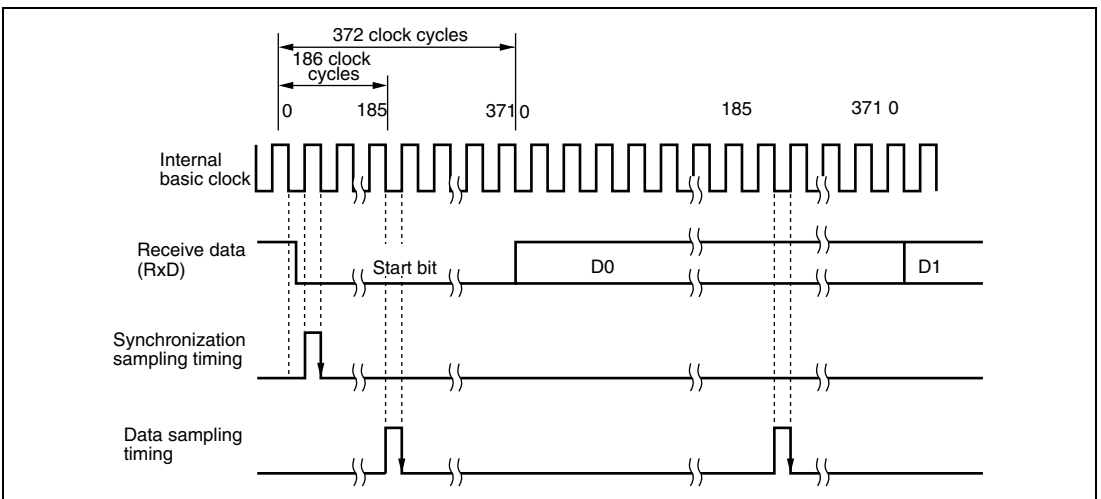 372 clock cycles
186 clock
cycles
0 185 371 0 185 371 0
Internal
basic clock
Receive data
(RxD)
Start bit D0 D1
Synchronization
sampling timing
Data sampling
timing